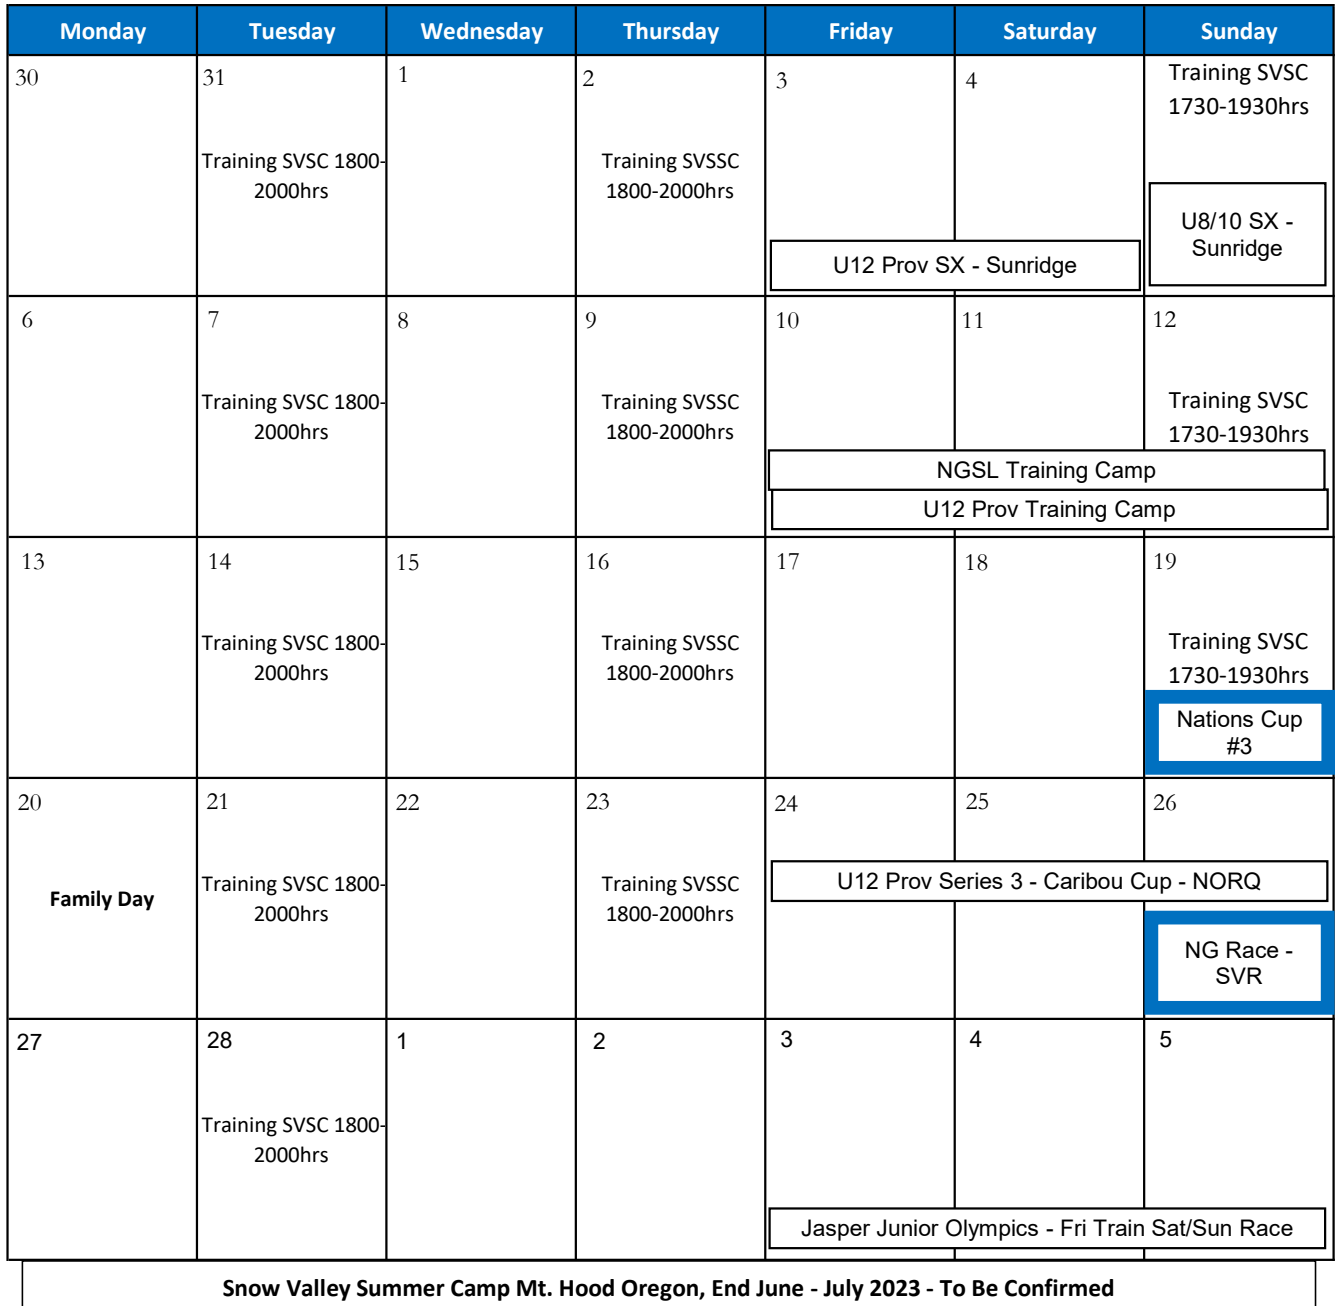 Monday Tuesday Wednesday Thursday Friday Saturday Sunday
30 31 1 2 3 4
Training SVSC
1730-1930hrs
Training SVSC 1800-
2000hrs
Training SVSSC
1800-2000hrs
U8/10 SX -
Sunridge
U12 Prov SX - Sunridge
6 7 8 9 10 11 12
Training SVSC 1800-
2000hrs
Training SVSSC
1800-2000hrs
Training SVSC
1730-1930hrs
NGSL Training Camp
U12 Prov Training Camp
13 14 15 16 17 18 19
Training SVSC 1800-
2000hrs
Training SVSSC
1800-2000hrs
Training SVSC
1730-1930hrs
Nations Cup
#3
20 21 22 23 24 25 26
Family Day
Training SVSC 1800-
2000hrs
Training SVSSC
1800-2000hrs
U12 Prov Series 3 - Caribou Cup - NORQ
NG Race -
SVR
27 28 1 2 3 4 5
Training SVSC 1800-
2000hrs
Jasper Junior Olympics - Fri Train Sat/Sun Race
Snow Valley Summer Camp Mt. Hood Oregon, End June - July 2023 - To Be Confirmed